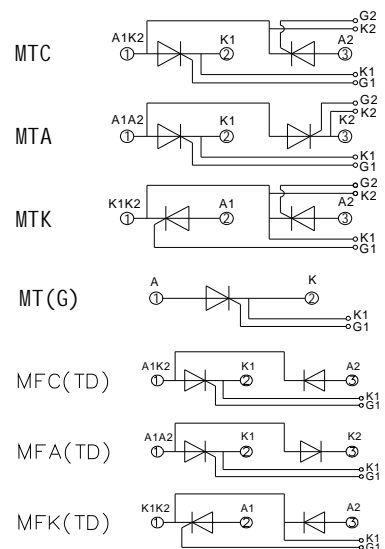 G2
K2
A1K2 K1 A2
MTC ① ② ③
K1
G1
G2
A1A2 K1 K2 K2
MTA ① ② ③
K1
G1
G2
K1K2 A1 A2 K2
MTK ① ② ③
K1
G1
A K
MT(G) ① ②
K1
G1
A1K2 K1 A2
MFC(TD) ① ② ③
K1
G1
A1A2 K1 K2
MFA(TD) ① ② ③
K1
G1
K1K2 A1 A2
MFK(TD) ① ② ③
K1
G1